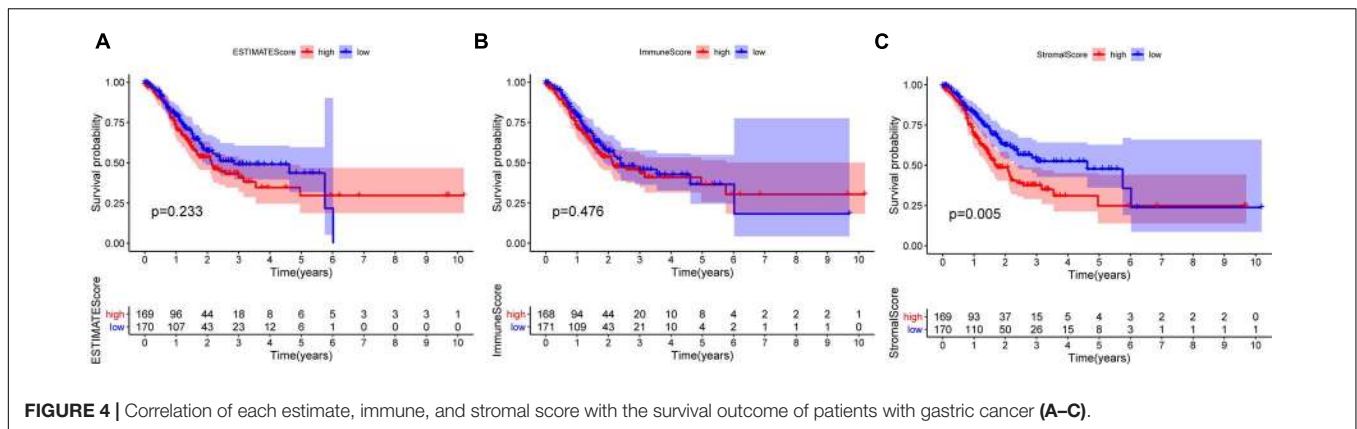 A
ESTIMATEScore high low
Survival probability
1.00
0.75
0.50
0.25
0.00
p=0.233
0 1 2 3 4 5 6 7 8 9 10
Time(years)
ESTIMATEScore
high 169 96 44 18 8 6 5 3 3 3 1
low 170 107 43 23 12 6 1 0 0 0 0
0 1 2 3 4 5 6 7 8 9 10
Time(years)
B
ImmuneScore high low
Survival probability
1.00
0.75
0.50
0.25
0.00
p=0.476
0 1 2 3 4 5 6 7 8 9 10
Time(years)
ImmuneScore
high 168 94 44 20 10 8 4 2 2 2 1
low 171 109 43 21 10 4 2 1 1 1 0
0 1 2 3 4 5 6 7 8 9 10
Time(years)
C
StromalScore high low
Survival probability
1.00
0.75
0.50
0.25
0.00
p=0.005
0 1 2 3 4 5 6 7 8 9 10
Time(years)
StromalScore
high 169 93 37 15 5 4 3 2 2 2 0
low 170 110 50 26 15 8 3 1 1 1 1
0 1 2 3 4 5 6 7 8 9 10
Time(years)
FIGURE 4 | Correlation of each estimate, immune, and stromal score with the survival outcome of patients with gastric cancer (A–C).